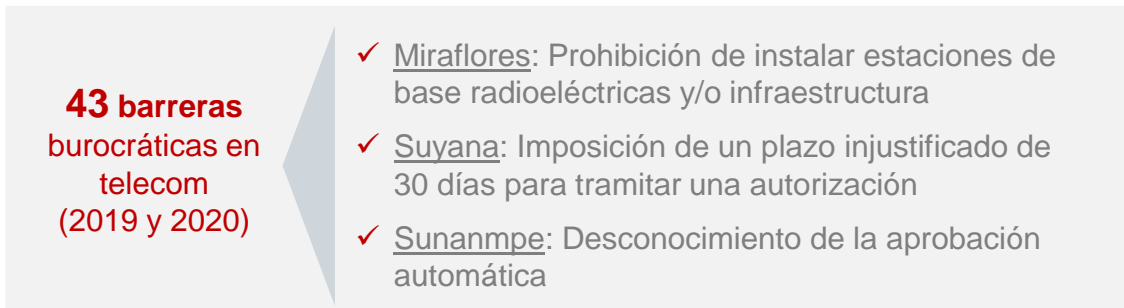 43 barreras
burocráticas en
telecom
(2019 y 2020)
✓ Miraflores: Prohibición de instalar estaciones de
base radioeléctricas y/o infraestructura
✓ Suyana: Imposición de un plazo injustificado de
30 días para tramitar una autorización
✓ Sunanmpe: Desconocimiento de la aprobación
automática